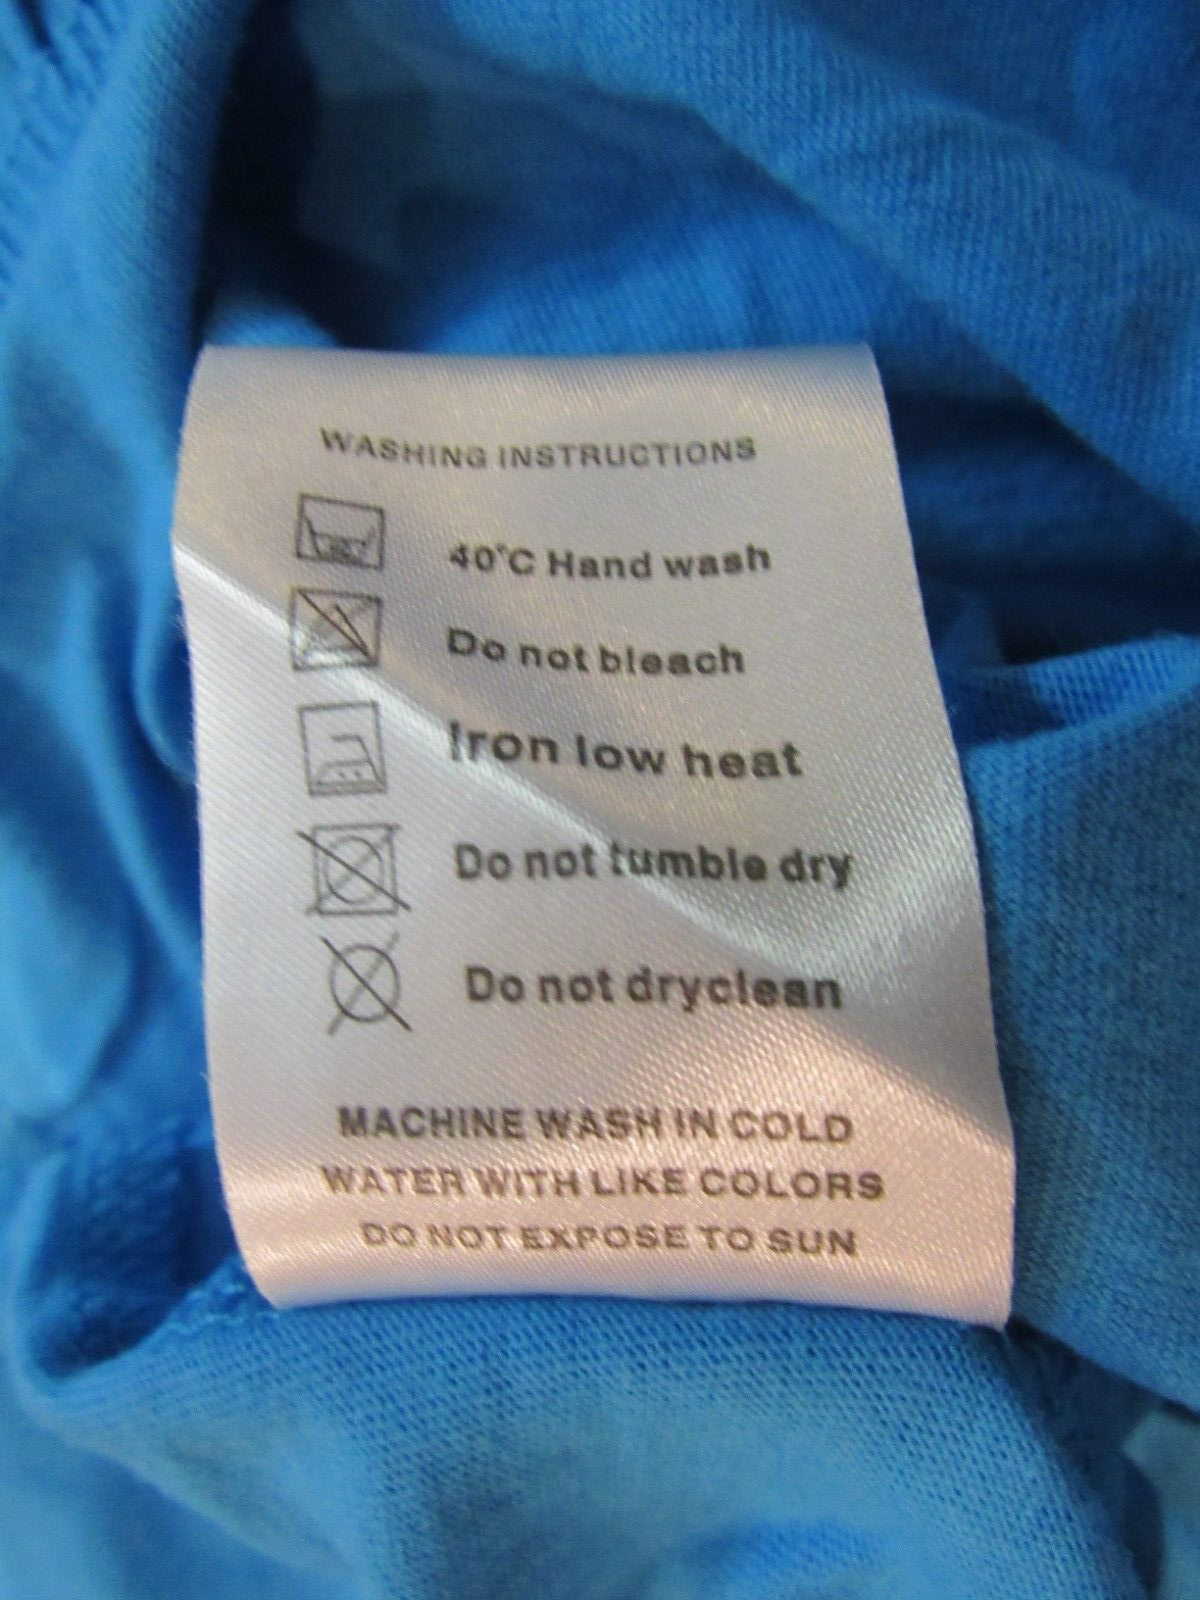 WASHING INSTRUCTIONS
40°C Hand wash
Do not bleach
Iron low heat
Do not tumble dry
Do not dryclean
MACHINE WASH IN COLD
WATER WITH LIKE COLORS
DO NOT EXPOSE TO SUN